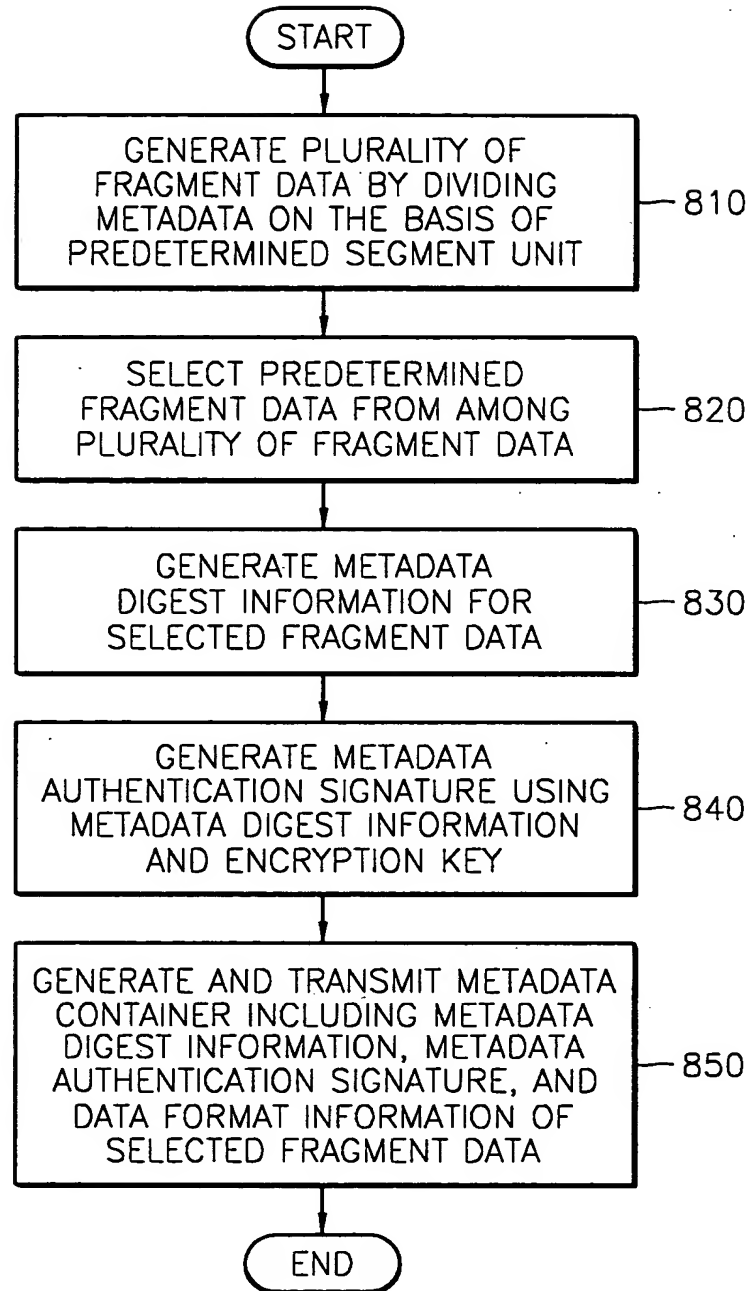 START
GENERATE PLURALITY OF
FRAGMENT DATA BY DIVIDING
METADATA ON THE BASIS OF
PREDETERMINED SEGMENT UNIT
810
SELECT PREDETERMINED
FRAGMENT DATA FROM AMONG
PLURALITY OF FRAGMENT DATA
820
GENERATE METADATA
DIGEST INFORMATION FOR
SELECTED FRAGMENT DATA
830
GENERATE METADATA
AUTHENTICATION SIGNATURE USING
METADATA DIGEST INFORMATION
AND ENCRYPTION KEY
840
GENERATE AND TRANSMIT METADATA
CONTAINER INCLUDING METADATA
DIGEST INFORMATION, METADATA
AUTHENTICATION SIGNATURE, AND
DATA FORMAT INFORMATION OF
SELECTED FRAGMENT DATA
850
END